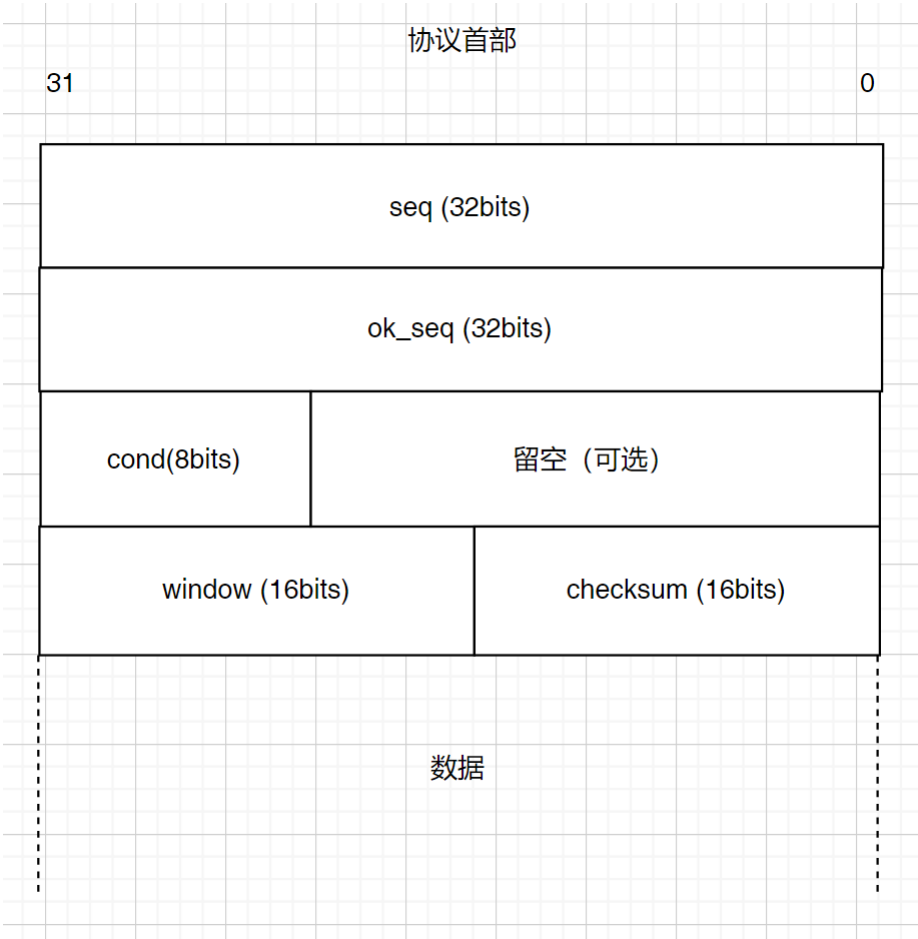 协议首部
31 0
seq (32bits)
ok_seq (32bits)
cond(8bits) 留空（可选）
window (16bits) checksum (16bits)
数据